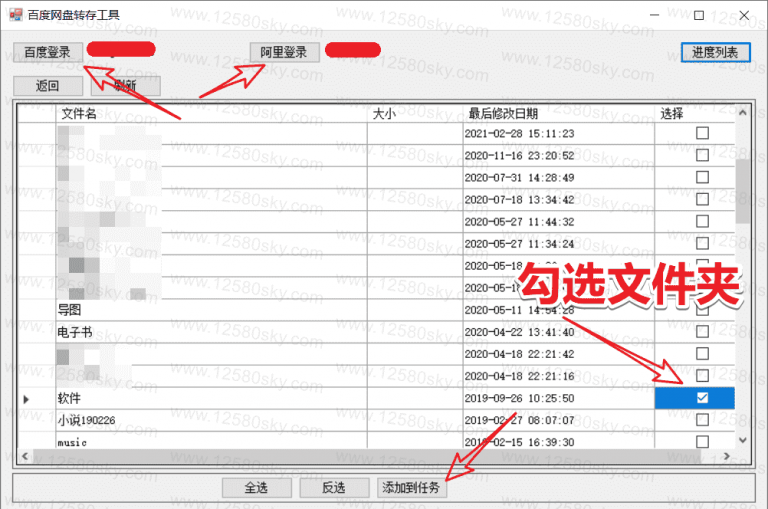 百度网盘转存工具
百度登录 阿里登录 进度列表
返回 刷新
文件名 大小 最后修改日期 选择
2021-02-28 15:11:23
2020-11-16 23:20:52
2020-07-31 14:28:49
2020-07-18 13:34:42
2020-05-27 11:44:32
2020-05-27 11:34:24
2020-05-18
2020-05-18
勾选文件夹
导图 2020-05-11 14:54:28
电子书 2020-04-22 13:41:40
2020-04-18 22:21:42
2020-04-18 22:21:16
软件 2019-09-26 10:25:50
小说190226 2019-02-27 08:07:07
music 2019-02-15 16:39:30
全选 反选 添加到任务
www.12580sky.com